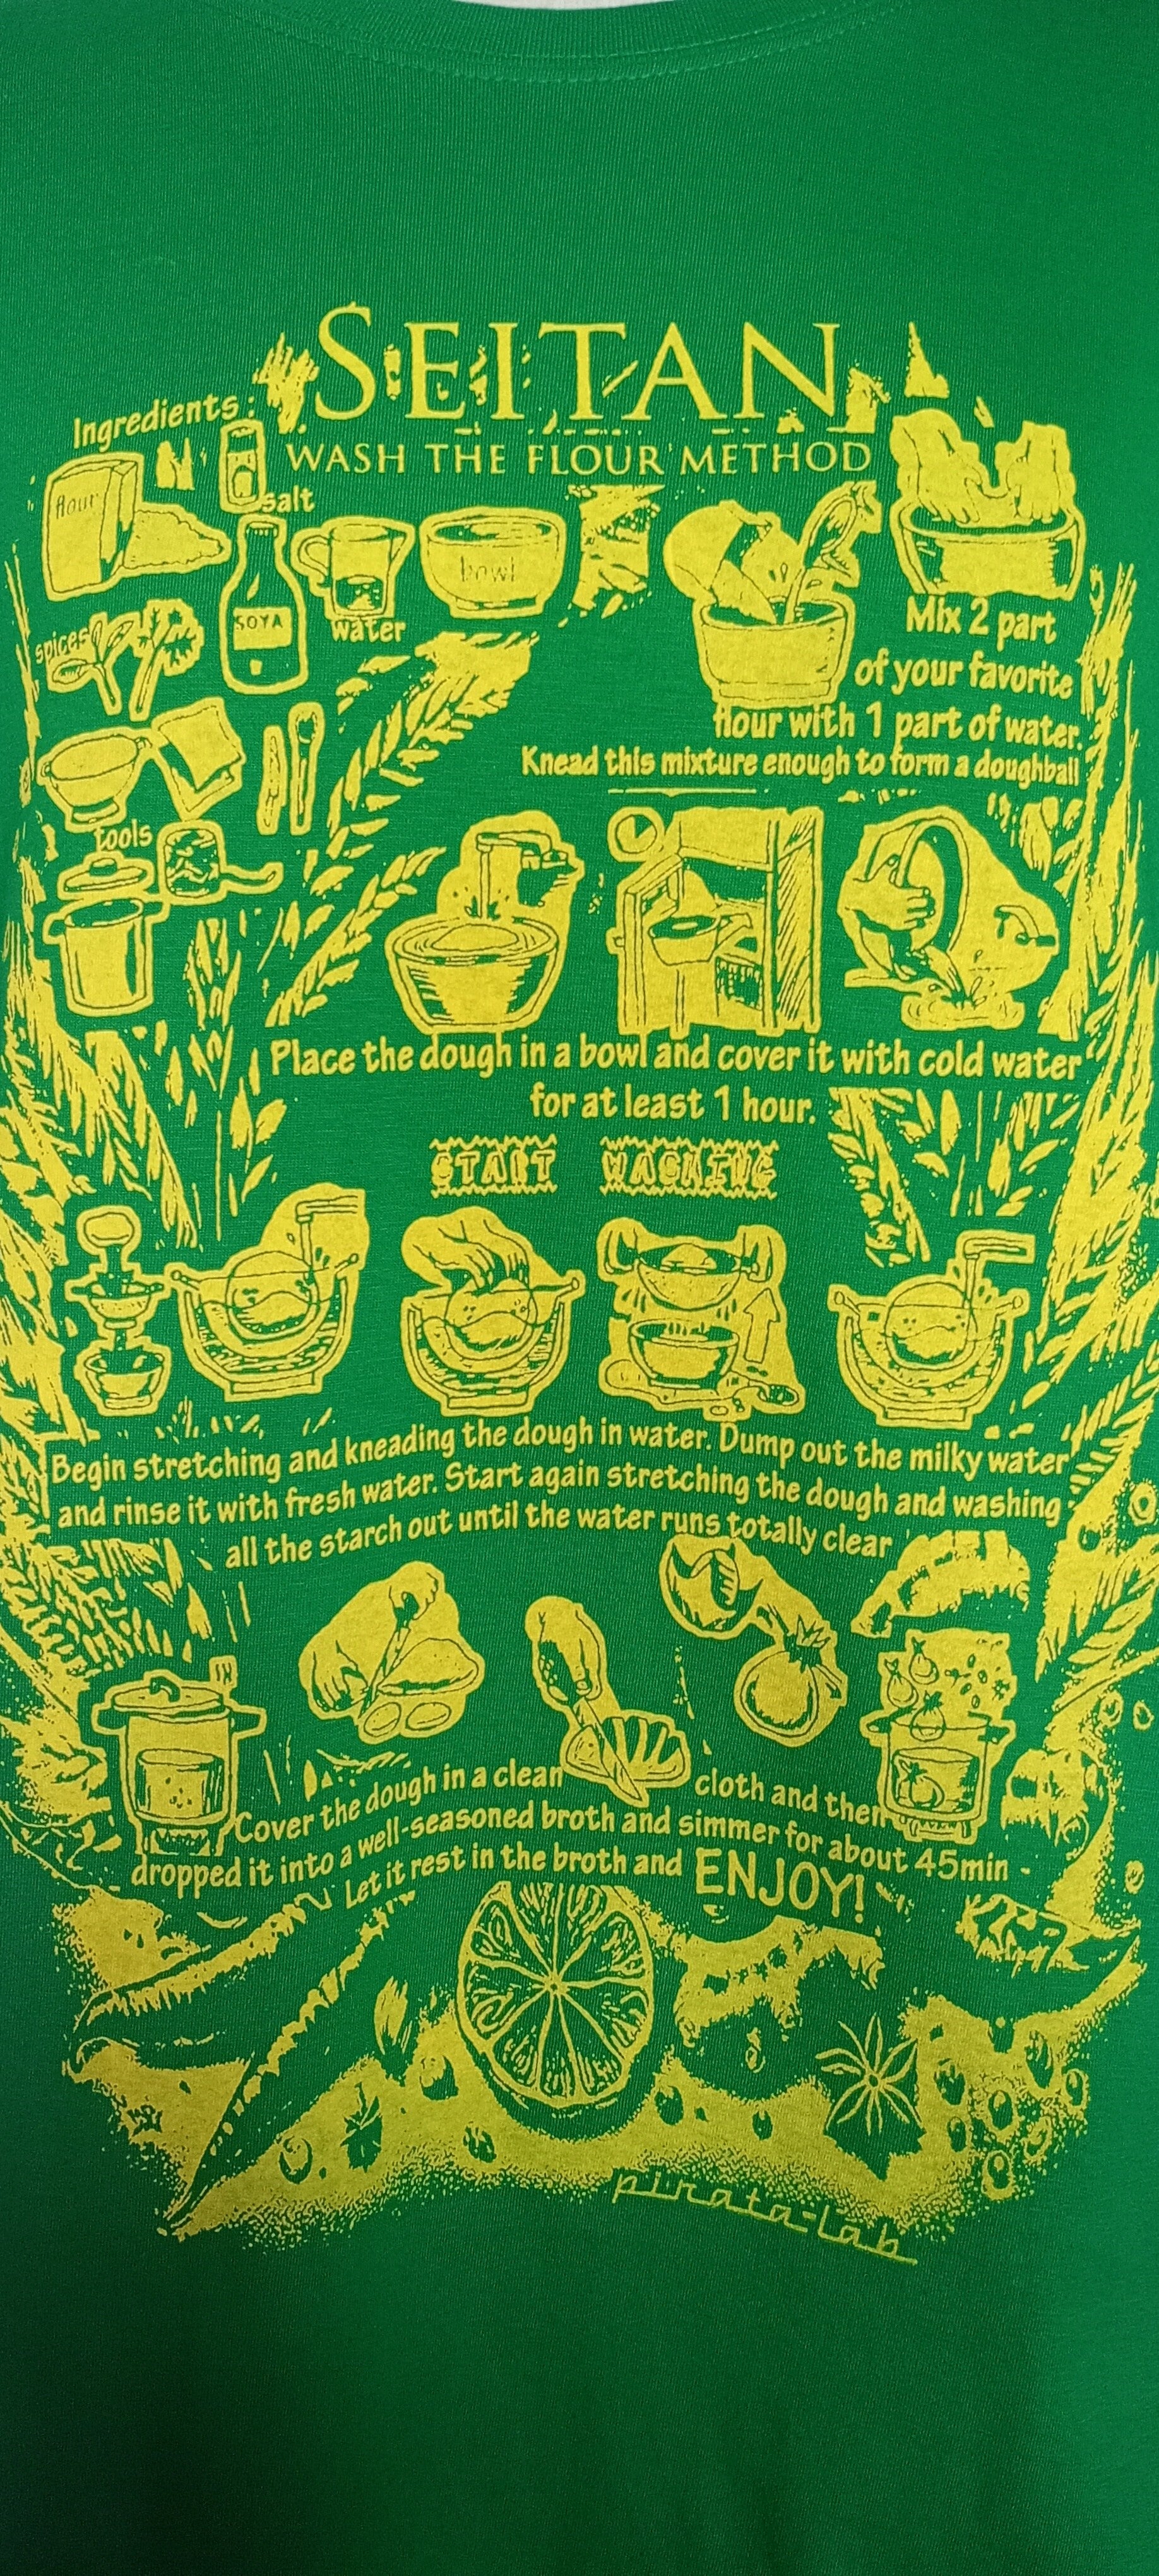 SEITAN
WASH THE FLOUR METHOD
Ingredients:
flour
salt
SOYA
water
bowl
spices
tools
Mix 2 part
of your favorite
flour with 1 part of water.
Knead this mixture enough to form a doughball
Place the dough in a bowl and cover it with cold water
for at least 1 hour.
START WASHING
Begin stretching and kneading the dough in water. Dump out the milky water
and rinse it with fresh water. Start again stretching the dough and washing
all the starch out until the water runs totally clear
Cover the dough in a clean cloth and then
dropped it into a well-seasoned broth and simmer for about 45min
Let it rest in the broth and ENJOY!
pirata-lab